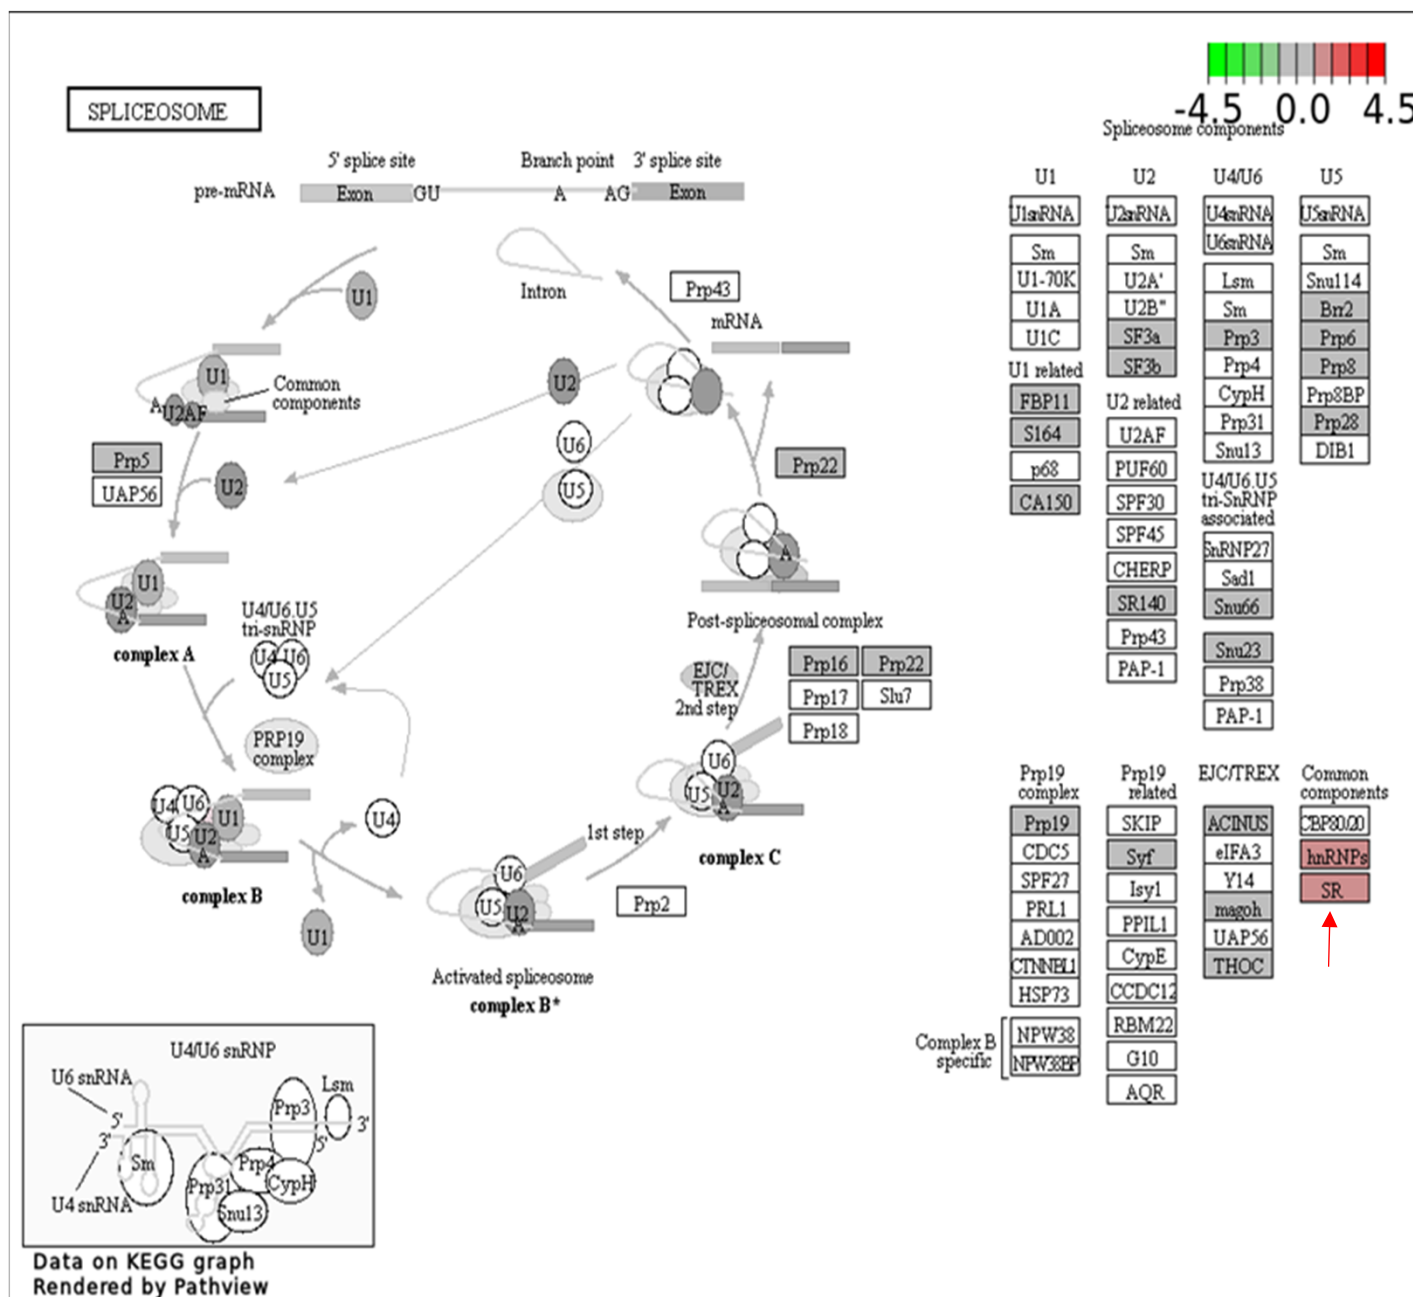 SPLICEOSOME
-4.5 0.0 4.5
Spliceosome components
5' splice site
Branch point
3' splice site
pre-mRNA
Exon
GU
A
AG
Exon
U1
Intron
Prp43
mRNA
U1
Common
components
A
U2AF
U2
U6
U5
Prp5
UAP56
U2
Prp22
A
Post-spliceosomal complex
U1
U2
A
complex A
U4/U6.U5
tri-snRNP
U4
U6
U5
PRP19
complex
EJC/
TREX
2nd step
Prp16
Prp22
Prp17
Slu7
Prp18
U4
U6
U5
U2
U1
A
complex B
U4
U1
1st step
U6
U5
U2
A
complex C
U6
U5
U2
A
Prp2
Activated spliceosome
complex B*
U1
U1snRNA
Sm
U1-70K
U1A
U1C
U1 related
FBP11
S164
p68
CA150
U2
U2snRNA
Sm
U2A'
U2B"
SF3a
SF3b
U2 related
U2AF
PUF60
SPF30
SPF45
CHERP
SR140
Prp43
PAP-1
U4/U6
U4snRNA
U6snRNA
Lsm
Sm
Prp3
Prp4
CypH
Prp31
Snu13
U4/U6.U5
tri-SnRNP
associated
SnRNP27
Sad1
Snu66
Snu23
Prp38
PAP-1
U5
U5snRNA
Sm
Snu114
Brr2
Prp6
Prp8
Prp8BP
Prp28
DIB1
Prp19
complex
Prp19
CDC5
SPF27
PRL1
AD002
CTNNBL1
HSP73
Complex B
specific
NPW38
NPW38BP
Prp19
related
SKIP
Syf
Isy1
PPIL1
CypE
CCDC12
RBM22
G10
AQR
EJC/TREX
ACINUS
eIFA3
Y14
magoh
UAP56
THOC
Common
components
CBP80/20
hnRNPs
SR
U4/U6 snRNP
U6 snRNA
5'
3'
U4 snRNA
Sm
Prp31
Snu13
Prp4
CypH
Prp3
Lsm
3'
5'
Data on KEGG graph
Rendered by Pathview